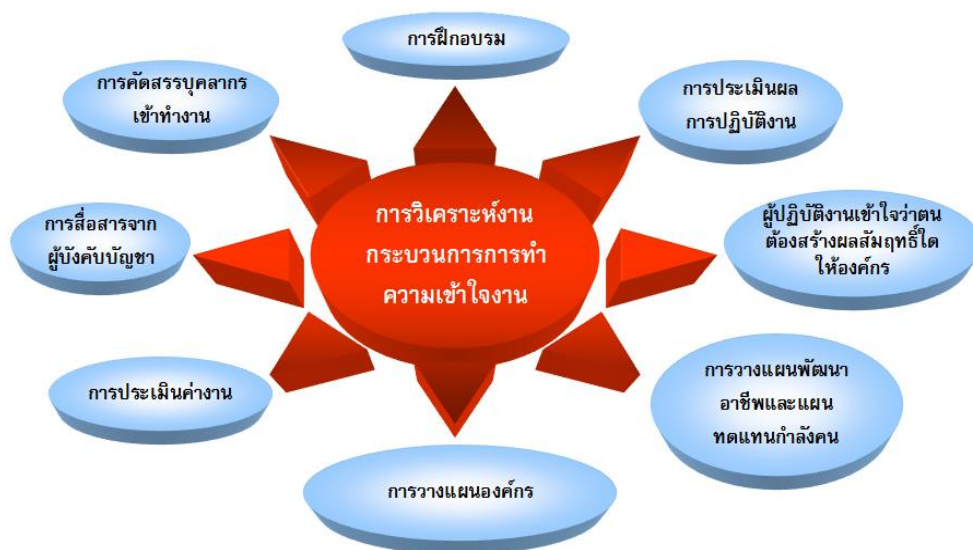 การฝึกอบรม
การคัดสรรบุคลากร
เข้าทำงาน
การประเมินผล
การปฏิบัติงาน
การสื่อสารจาก
ผู้บังคับบัญชา
การวิเคราะห์งาน
กระบวนการการทำ
ความเข้าใจงาน
ผู้ปฏิบัติงานเข้าใจว่าตน
ต้องสร้างผลสัมฤทธิ์ใด
ให้องค์กร
การประเมินค่างาน
การวางแผนพัฒนา
อาชีพและแผน
ทดแทนกำลังคน
การวางแผนองค์กร